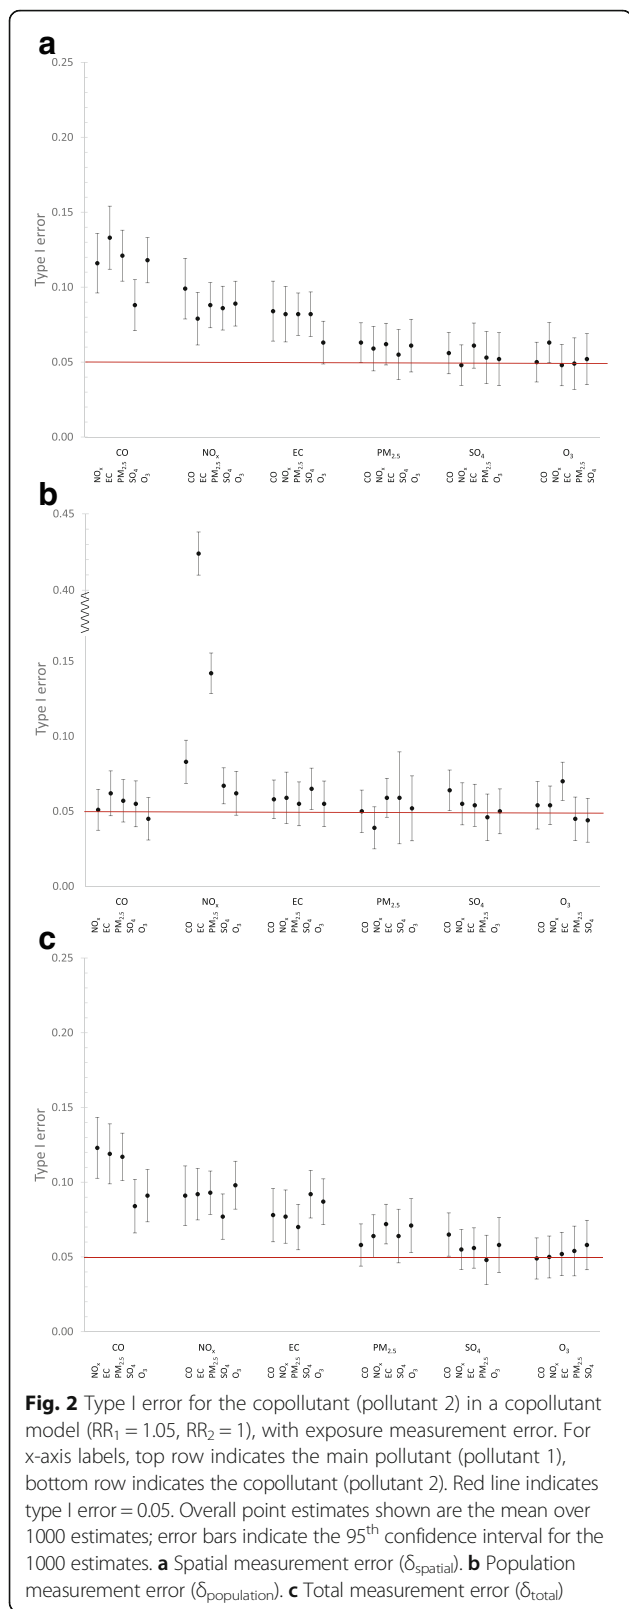 a
0.25
0.20
0.15
0.10
0.05
0.00
Type I error
CO NOₓ EC PM₂.₅ SO₄ O₃
NOₓ EC PM₂.₅ SO₄ O₃ CO EC PM₂.₅ SO₄ O₃ CO NOₓ PM₂.₅ SO₄ O₃ CO NOₓ EC SO₄ O₃ CO NOₓ EC PM₂.₅ O₃ CO NOₓ EC PM₂.₅ SO₄
b
0.45
0.40
0.15
0.10
0.05
0.00
Type I error
CO NOₓ EC PM₂.₅ SO₄ O₃
NOₓ EC PM₂.₅ SO₄ O₃ CO EC PM₂.₅ SO₄ O₃ CO NOₓ PM₂.₅ SO₄ O₃ CO NOₓ EC SO₄ O₃ CO NOₓ EC PM₂.₅ O₃ CO NOₓ EC PM₂.₅ SO₄
c
0.25
0.20
0.15
0.10
0.05
0.00
Type I error
CO NOₓ EC PM₂.₅ SO₄ O₃
NOₓ EC PM₂.₅ SO₄ O₃ CO EC PM₂.₅ SO₄ O₃ CO NOₓ PM₂.₅ SO₄ O₃ CO NOₓ EC SO₄ O₃ CO NOₓ EC PM₂.₅ O₃ CO NOₓ EC PM₂.₅ SO₄
Fig. 2 Type I error for the copollutant (pollutant 2) in a copollutant
model (RR₁ = 1.05, RR₂ = 1), with exposure measurement error. For
x-axis labels, top row indicates the main pollutant (pollutant 1),
bottom row indicates the copollutant (pollutant 2). Red line indicates
type I error = 0.05. Overall point estimates shown are the mean over
1000 estimates; error bars indicate the 95th confidence interval for the
1000 estimates. a Spatial measurement error (δspatial). b Population
measurement error (δpopulation). c Total measurement error (δtotal)